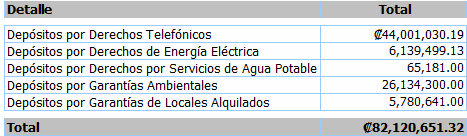 Detalle Total
Depósitos por Derechos Telefónicos ₡44,001,030.19
Depósitos por Derechos de Energía Eléctrica 6,139,499.13
Depósitos por Derechos por Servicios de Agua Potable 65,181.00
Depósitos por Garantías Ambientales 26,134,300.00
Depósitos por Garantías de Locales Alquilados 5,780,641.00
Total ₡82,120,651.32